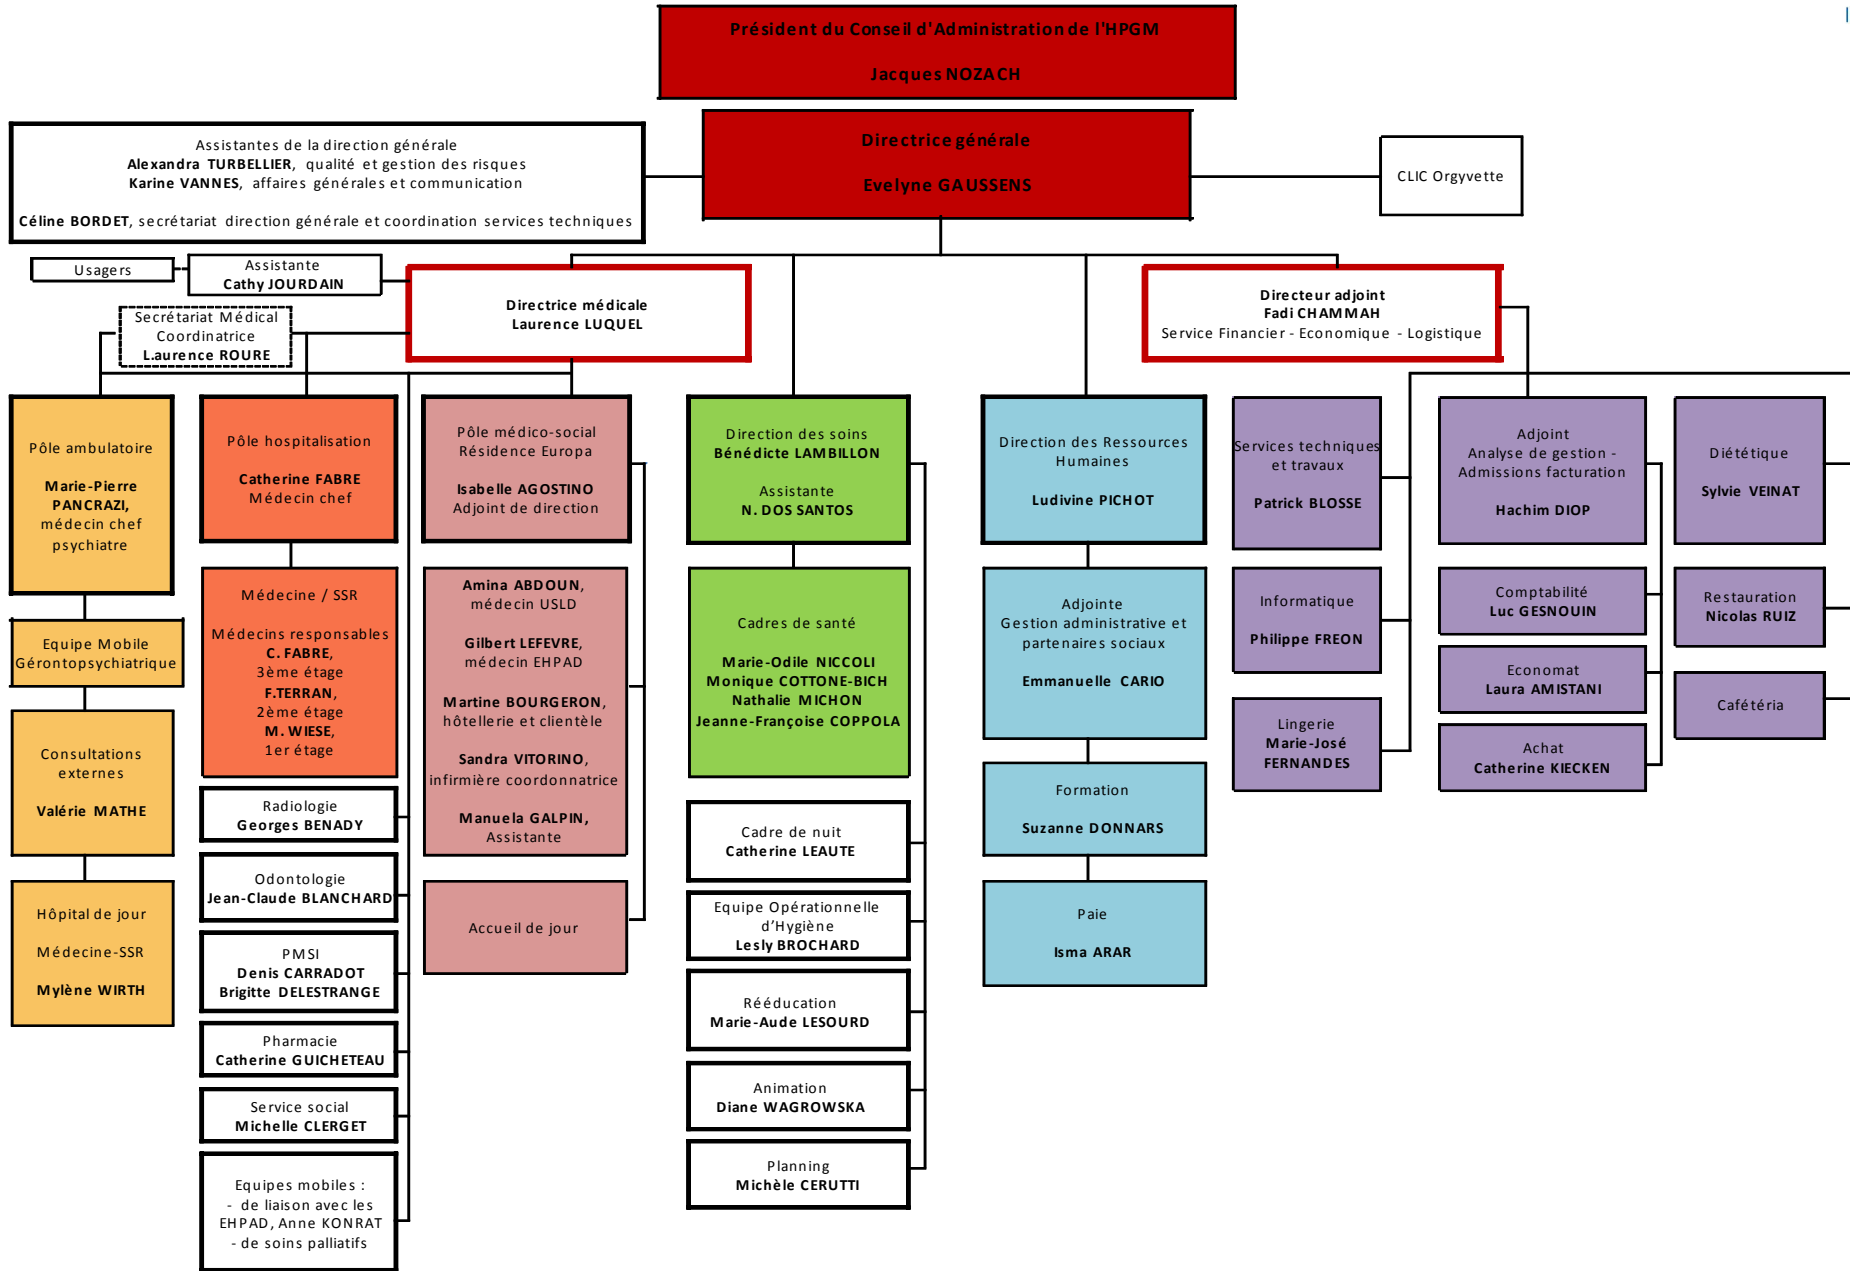 Président du Conseil d'Administration de l'HPGM
Jacques NOZACH
Assistantes de la direction générale
Alexandra TURBELLIER, qualité et gestion des risques
Karine VANNES, affaires générales et communication
Céline BORDET, secrétariat direction générale et coordination services techniques
Directrice générale
Evelyne GAUSSENS
CLIC Orgyvette
Usagers
Assistante
Cathy JOURDAIN
Secrétariat Médical
Coordinatrice
L.aurence ROURE
Directrice médicale
Laurence LUQUEL
Directeur adjoint
Fadi CHAMMAH
Service Financier - Economique - Logistique
Pôle ambulatoire
Marie-Pierre
PANCRAZI,
médecin chef
psychiatre
Equipe Mobile
Gérontopsychiatrique
Consultations
externes
Valérie MATHE
Hôpital de jour
Médecine-SSR
Mylène WIRTH
Pôle hospitalisation
Catherine FABRE
Médecin chef
Médecine / SSR
Médecins responsables
C. FABRE,
3ème étage
F.TERRAN,
2ème étage
M. WIESE,
1er étage
Radiologie
Georges BENADY
Odontologie
Jean-Claude BLANCHARD
PMSI
Denis CARRADOT
Brigitte DELESTRANGE
Pharmacie
Catherine GUICHETEAU
Service social
Michelle CLERGET
Equipes mobiles :
- de liaison avec les
EHPAD, Anne KONRAT
- de soins palliatifs
Pôle médico-social
Résidence Europa
Isabelle AGOSTINO
Adjoint de direction
Amina ABDOUN,
médecin USLD
Gilbert LEFEVRE,
médecin EHPAD
Martine BOURGERON,
hôtellerie et clientèle
Sandra VITORINO,
infirmière coordonnatrice
Manuela GALPIN,
Assistante
Accueil de jour
Direction des soins
Bénédicte LAMBILLON
Assistante
N. DOS SANTOS
Cadres de santé
Marie-Odile NICCOLI
Monique COTTONE-BICH
Nathalie MICHON
Jeanne-Françoise COPPOLA
Cadre de nuit
Catherine LEAUTE
Equipe Opérationnelle
d'Hygiène
Lesly BROCHARD
Rééducation
Marie-Aude LESOURD
Animation
Diane WAGROWSKA
Planning
Michèle CERUTTI
Direction des Ressources
Humaines
Ludivine PICHOT
Adjointe
Gestion administrative et
partenaires sociaux
Emmanuelle CARIO
Formation
Suzanne DONNARS
Paie
Isma ARAR
Services techniques
et travaux
Patrick BLOSSE
Informatique
Philippe FREON
Lingerie
Marie-José
FERNANDES
Adjoint
Analyse de gestion -
Admissions facturation
Hachim DIOP
Comptabilité
Luc GESNOUIN
Economat
Laura AMISTANI
Achat
Catherine KIECKEN
Diététique
Sylvie VEINAT
Restauration
Nicolas RUIZ
Cafétéria